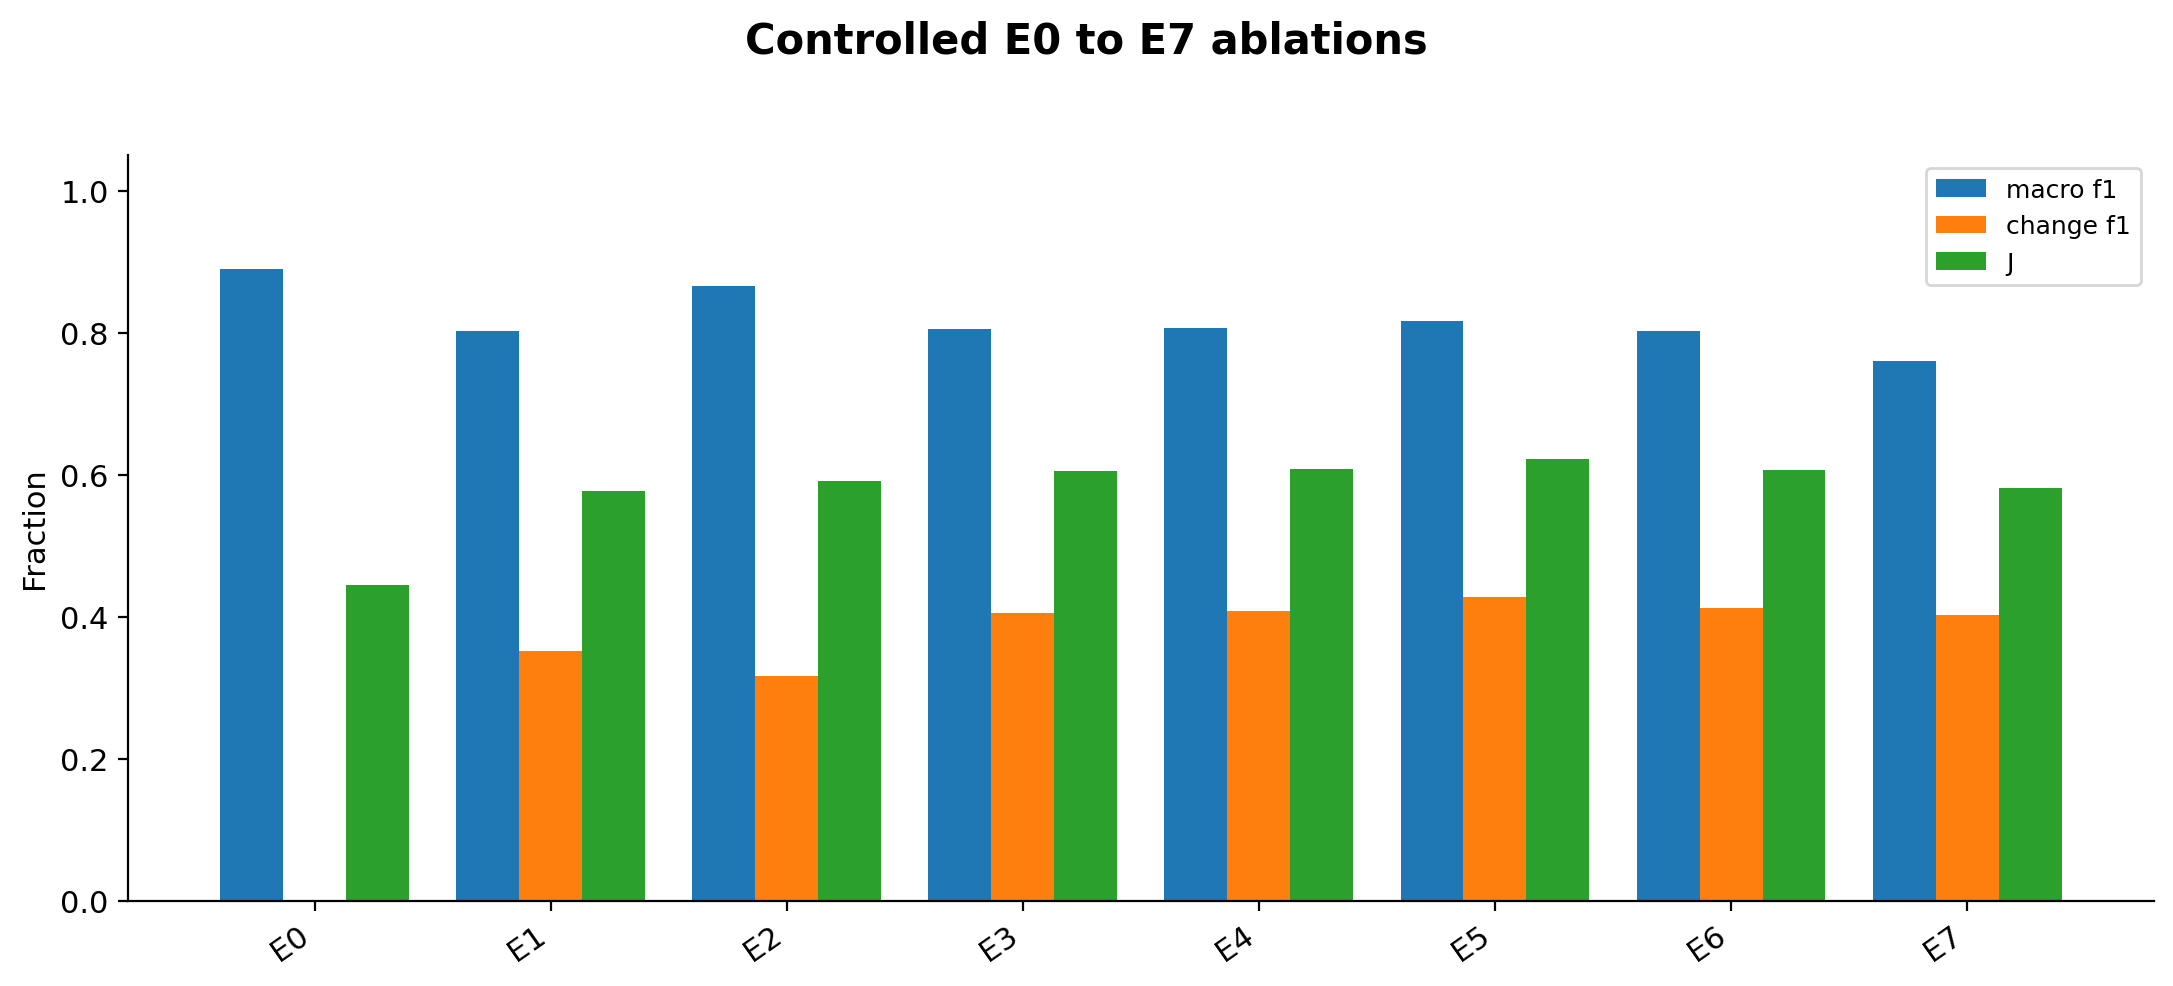 Controlled E0 to E7 ablations
macro f1
change f1
J
Fraction
1.0
0.8
0.6
0.4
0.2
0.0
E0
E1
E2
E3
E4
E5
E6
E7